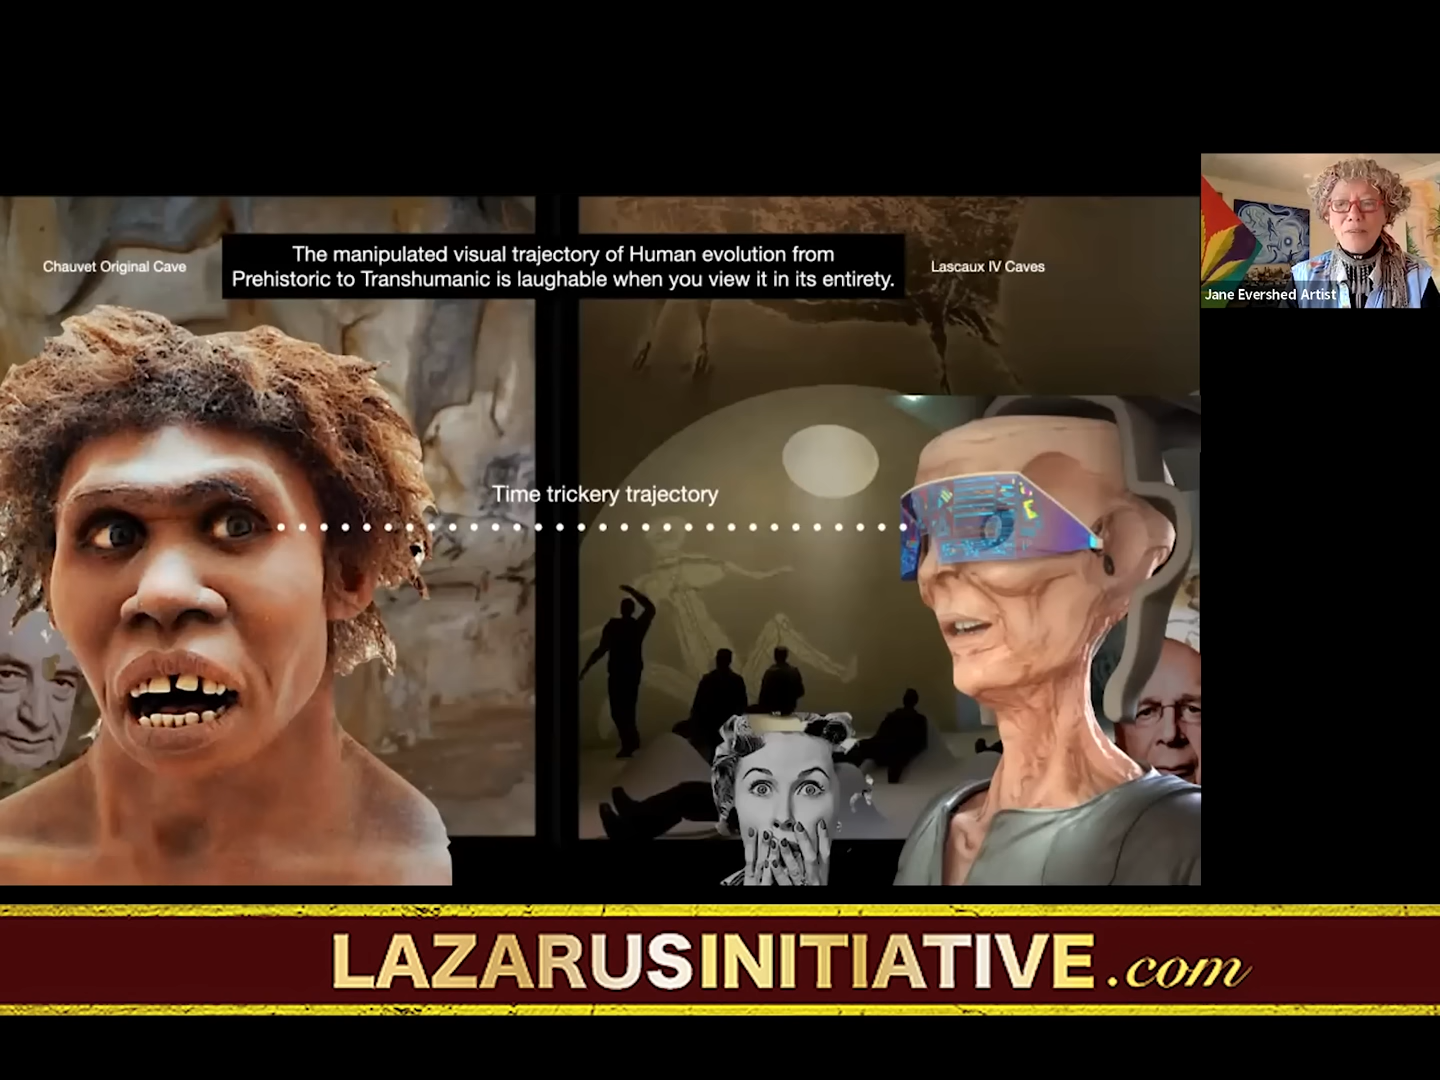 The manipulated visual trajectory of Human evolution from
Prehistoric to Transhumanic is laughable when you view it in its entirety.
Chauvet Original Cave
Lascaux IV Caves
Jane Evershed Artist
Time trickery trajectory
LAZARUSINITIATIVE.com